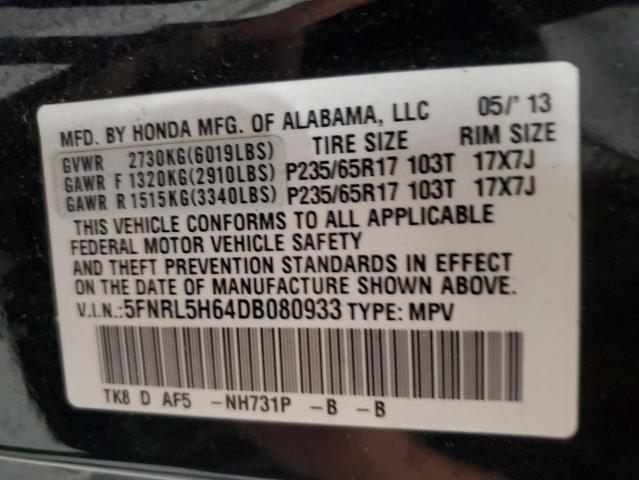 MFD. BY HONDA MFG. OF ALABAMA, LLC 05/'13
GVWR 2730KG(6019LBS) TIRE SIZE RIM SIZE
GAWR F 1320KG(2910LBS) P235/65R17 103T 17X7J
GAWR R 1515KG(3340LBS) P235/65R17 103T 17X7J
THIS VEHICLE CONFORMS TO ALL APPLICABLE
FEDERAL MOTOR VEHICLE SAFETY
AND THEFT PREVENTION STANDARDS IN EFFECT
ON THE DATE OF MANUFACTURE SHOWN ABOVE.
V.I.N.:5FNRL5H64DB080933 TYPE: MPV
TK8 D AF5 -NH731P -B -B